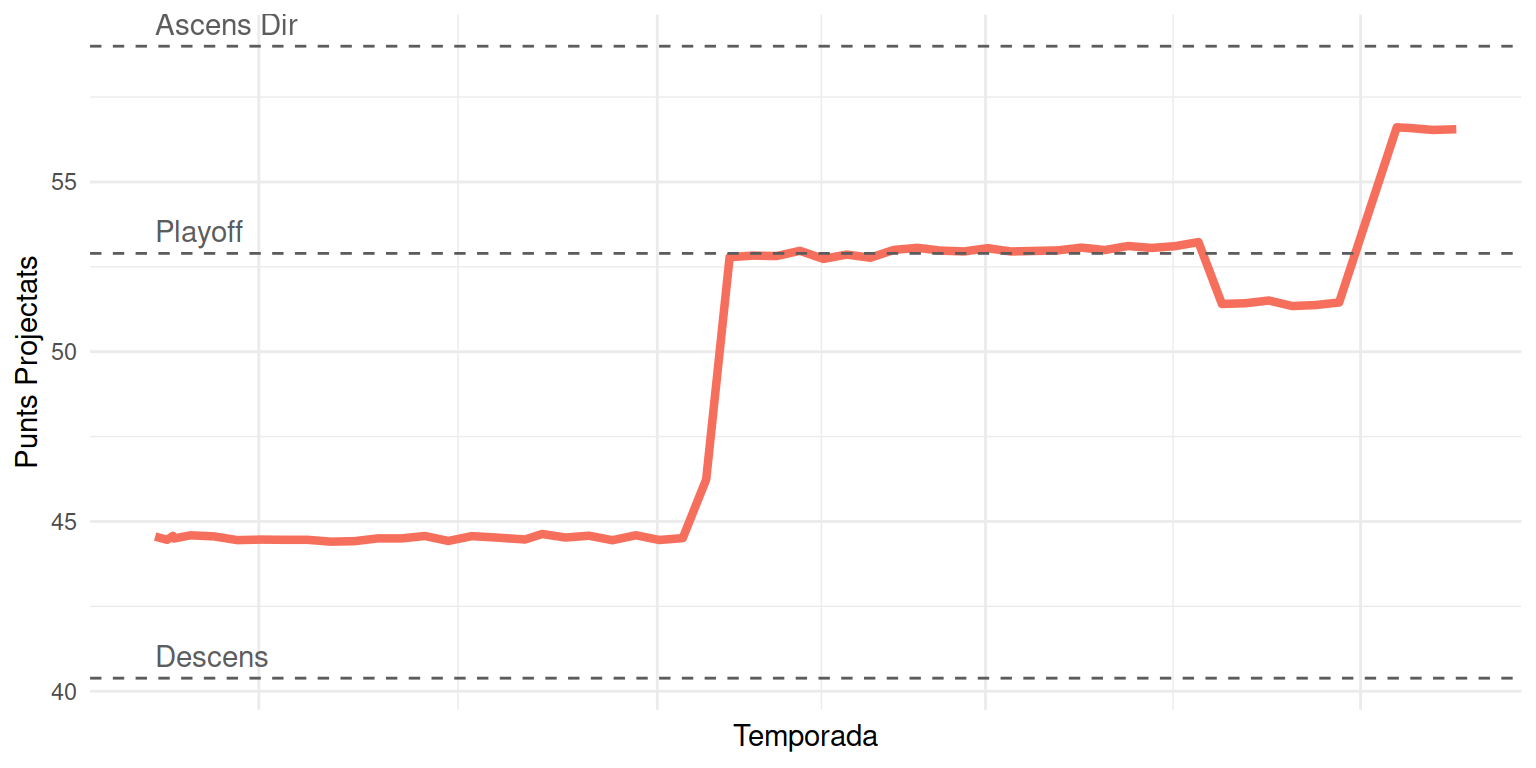 Ascens Dir
55
Playoff
50
45
Descens
40
Punts Projectats
Temporada